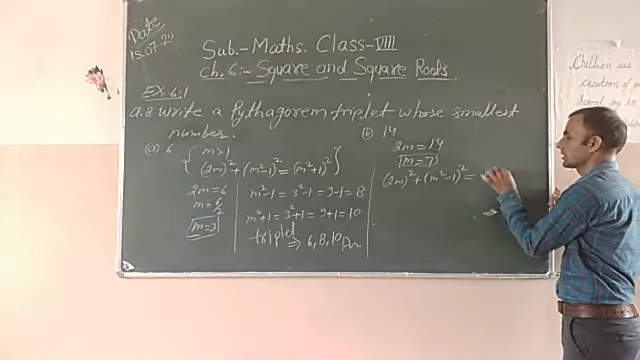 Date
15.07.20
Sub.- Maths. Class-VIII
Ch. 6:- Square and Square Roots
EX:-6.1
Q.8 Write a Pythagorem triplet whose smallest
number.
(a) 6 { m>1
(2m)²+(m²-1)²=(m²+1)² }
2m=6
m=6/2
m=3
m²-1=3²-1=9-1=8
m²+1=3²+1=9+1=10
triplet
⇒ 6,8,10 Ans
(b) 14
2m=14
m=7
(2m)²+(m²-1)²=
Children are
creation of